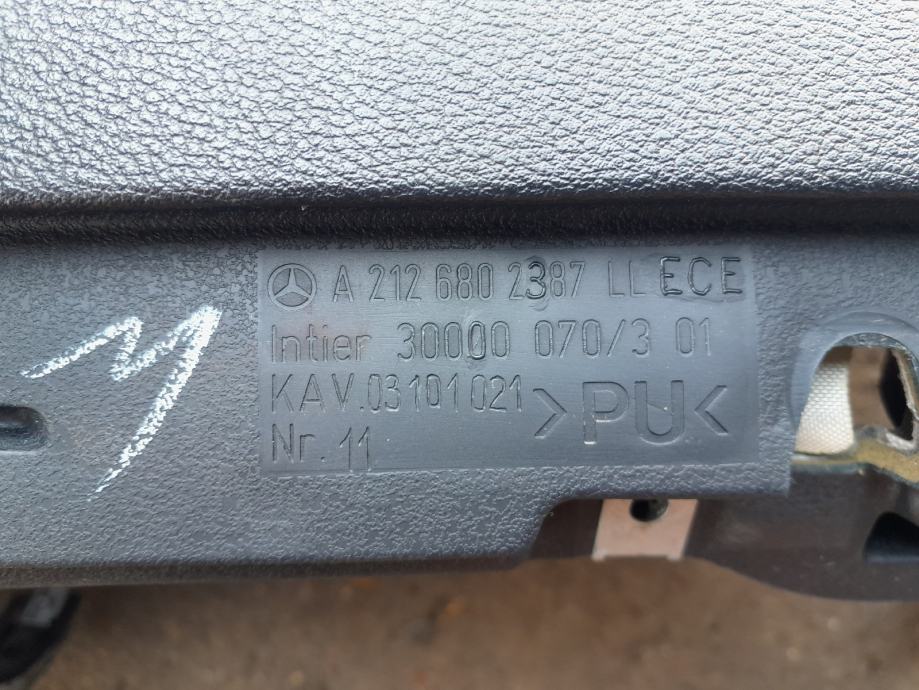 A 212 680 2387 LL ECE
Intier 30000 070/3 01
KAV.03101021 >PU<
Nr. 11